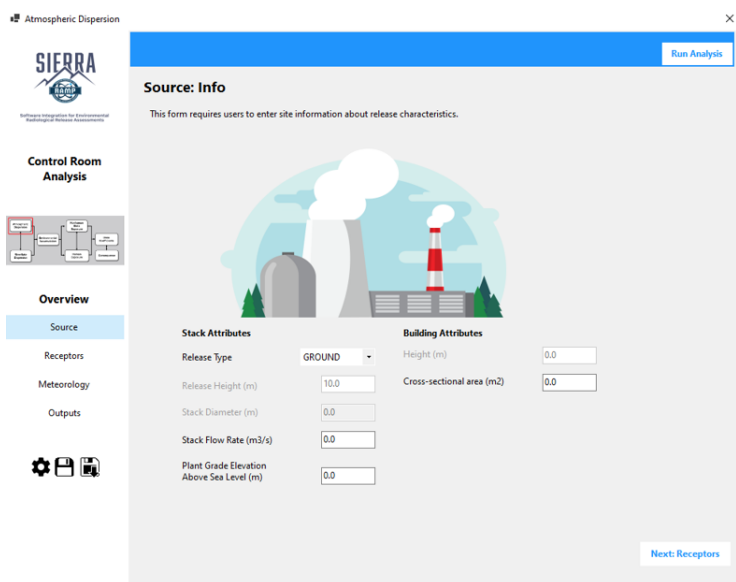 Atmospheric Dispersion
Run Analysis
SIERRA
RAMP
Software Integration for Environmental
Radiological Release Assessments
Control Room
Analysis
Overview
Source
Receptors
Meteorology
Outputs
Source: Info
This form requires users to enter site information about release characteristics.
Stack Attributes
Release Type GROUND
Release Height (m) 10.0
Stack Diameter (m) 0.0
Stack Flow Rate (m3/s) 0.0
Plant Grade Elevation
Above Sea Level (m) 0.0
Building Attributes
Height (m) 0.0
Cross-sectional area (m2) 0.0
Next: Receptors